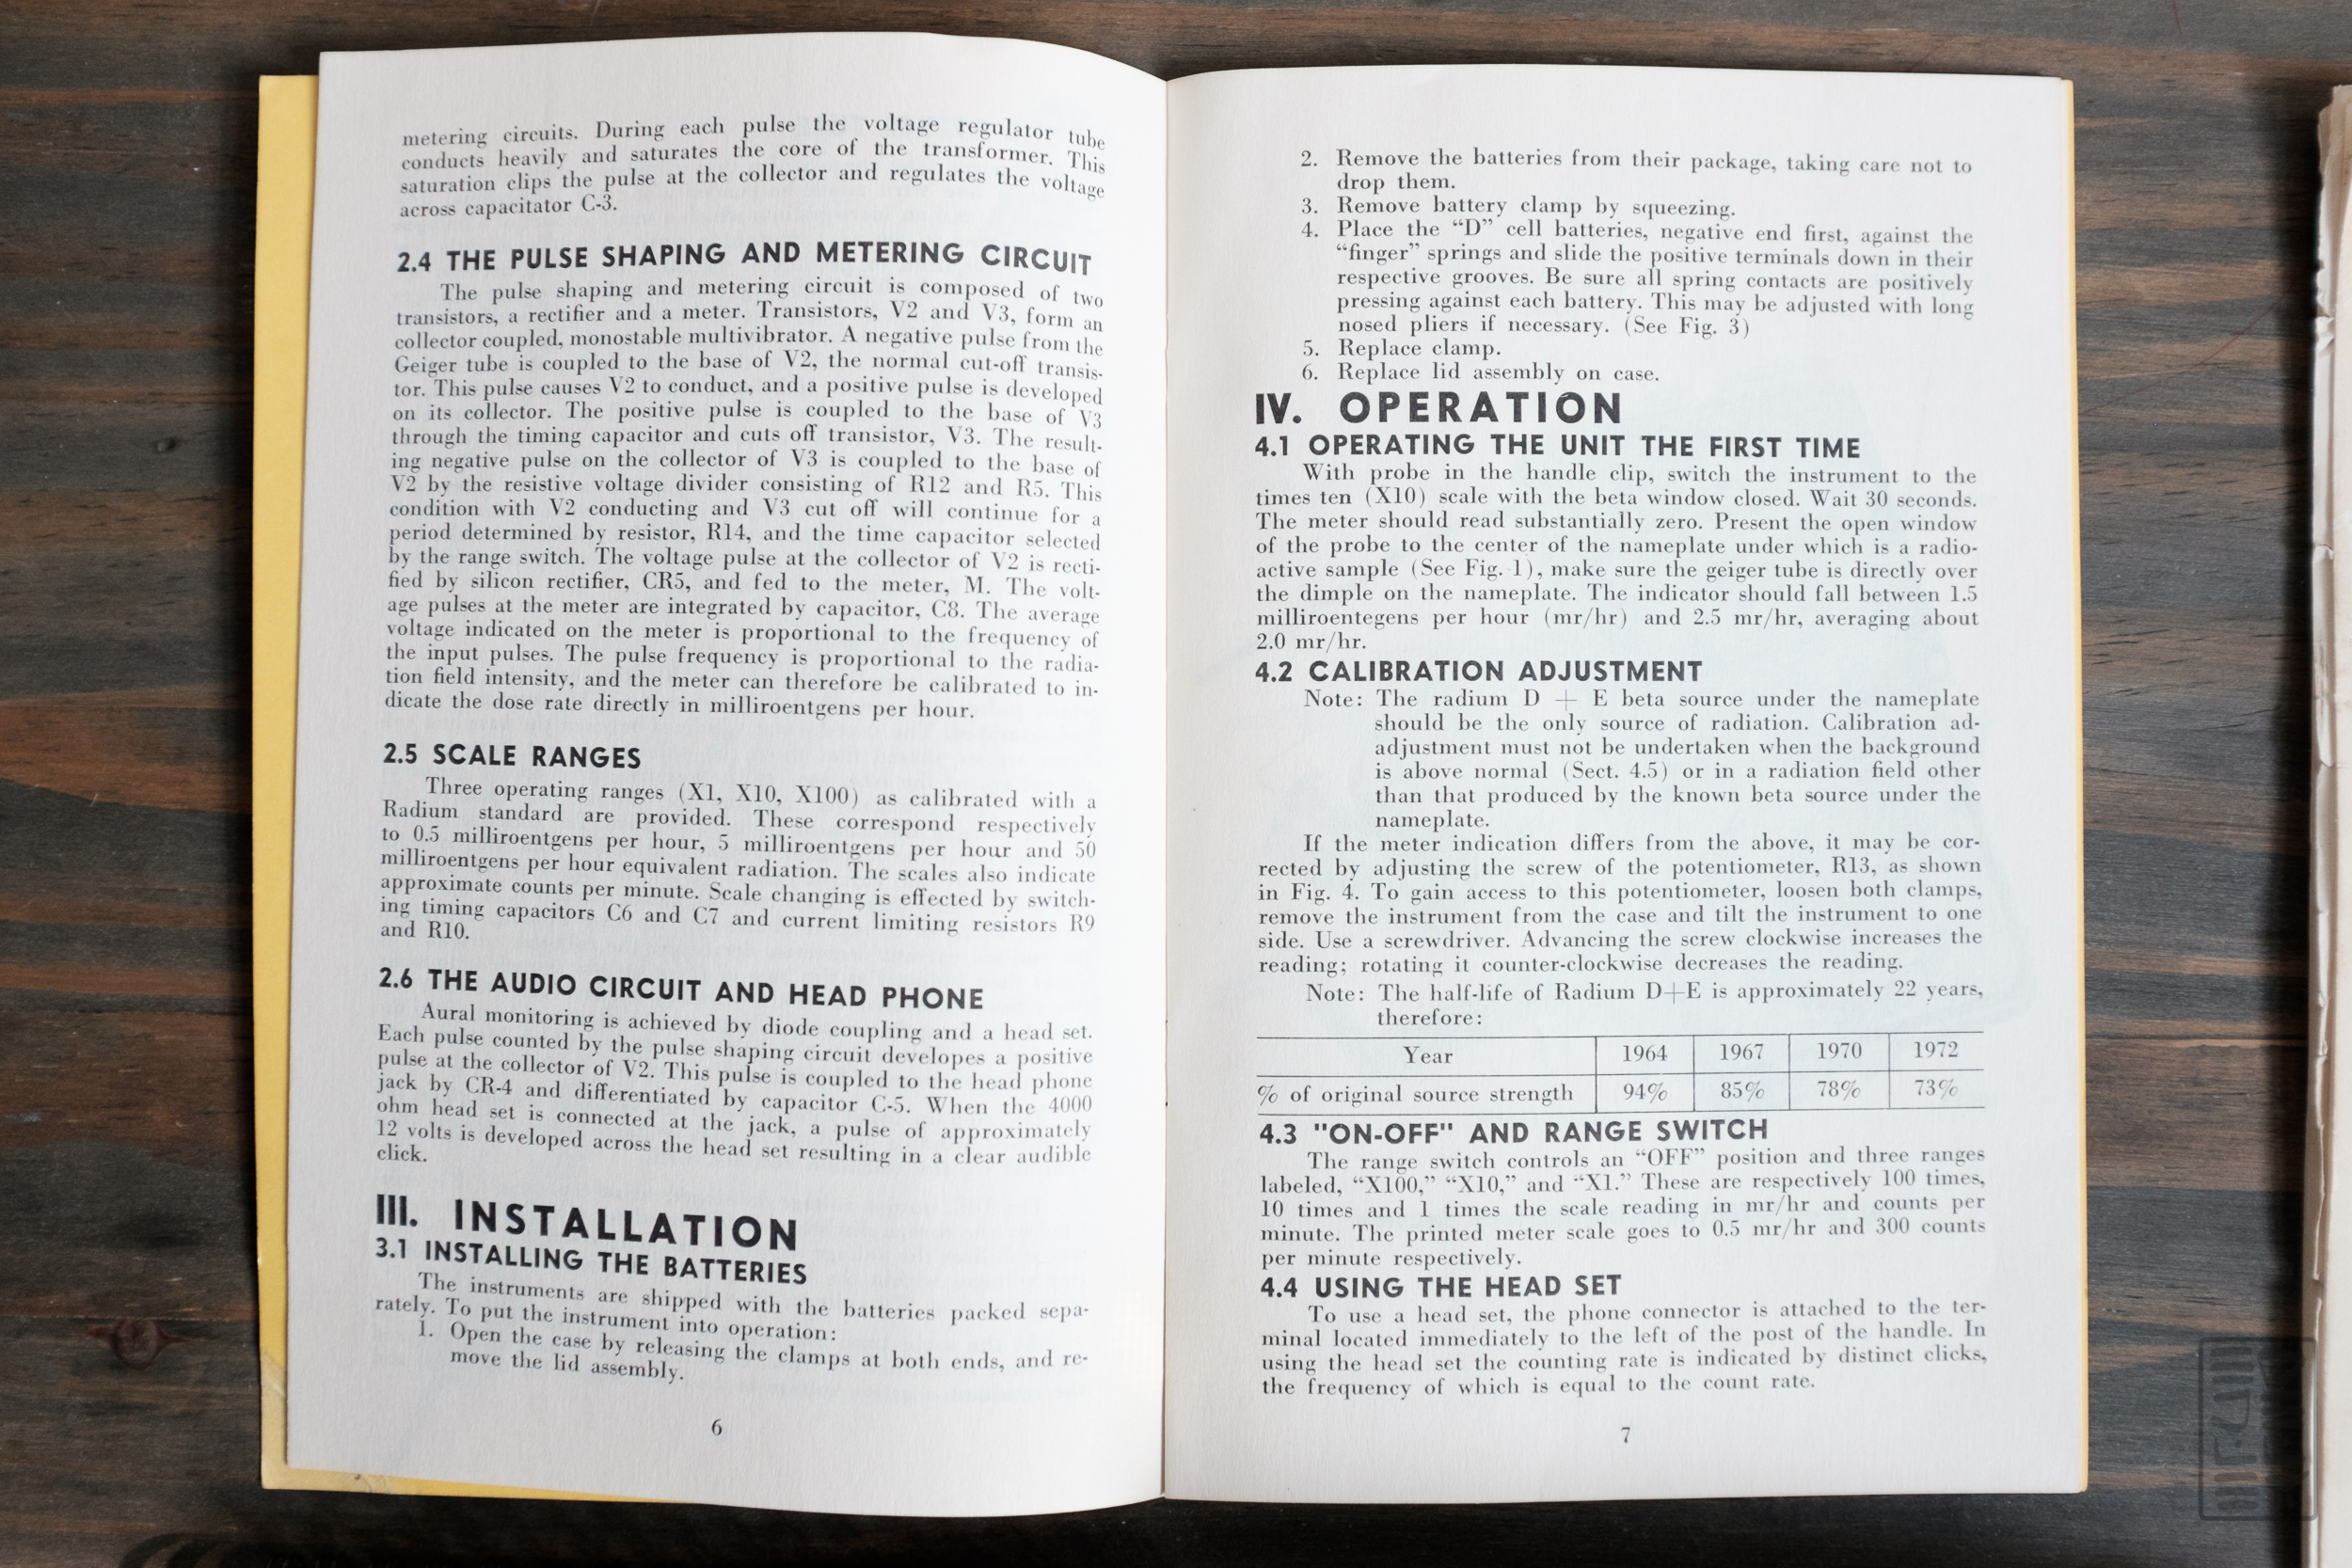 metering circuits. During each pulse the voltage regulator tube
conducts heavily and saturates the core of the transformer. This
saturation clips the pulse at the collector and regulates the voltage
across capacitator C-3.
2.4 THE PULSE SHAPING AND METERING CIRCUIT
The pulse shaping and metering circuit is composed of two
transistors, a rectifier and a meter. Transistors, V2 and V3, form an
collector coupled, monostable multivibrator. A negative pulse from the
Geiger tube is coupled to the base of V2, the normal cut-off transis-
tor. This pulse causes V2 to conduct, and a positive pulse is developed
on its collector. The positive pulse is coupled to the base of V3
through the timing capacitor and cuts off transistor, V3. The result-
ing negative pulse on the collector of V3 is coupled to the base of
V2 by the resistive voltage divider consisting of R12 and R5. This
condition with V2 conducting and V3 cut off will continue for a
period determined by resistor, R14, and the time capacitor selected
by the range switch. The voltage pulse at the collector of V2 is recti-
fied by silicon rectifier, CR5, and fed to the meter, M. The volt-
age pulses at the meter are integrated by capacitor, C8. The average
voltage indicated on the meter is proportional to the frequency of
the input pulses. The pulse frequency is proportional to the radia-
tion field intensity, and the meter can therefore be calibrated to in-
dicate the dose rate directly in milliroentgens per hour.
2.5 SCALE RANGES
Three operating ranges (X1, X10, X100) as calibrated with a
Radium standard are provided. These correspond respectively
to 0.5 milliroentgens per hour, 5 milliroentgens per hour and 50
milliroentgens per hour equivalent radiation. The scales also indicate
approximate counts per minute. Scale changing is effected by switch-
ing timing capacitors C6 and C7 and current limiting resistors R9
and R10.
2.6 THE AUDIO CIRCUIT AND HEAD PHONE
Aural monitoring is achieved by diode coupling and a head set.
Each pulse counted by the pulse shaping circuit developes a positive
pulse at the collector of V2. This pulse is coupled to the head phone
jack by CR-4 and differentiated by capacitor C-5. When the 4000
ohm head set is connected at the jack, a pulse of approximately
12 volts is developed across the head set resulting in a clear audible
click.
III. INSTALLATION
3.1 INSTALLING THE BATTERIES
The instruments are shipped with the batteries packed sepa-
rately. To put the instrument into operation:
1. Open the case by releasing the clamps at both ends, and re-
move the lid assembly.
6
2. Remove the batteries from their package, taking care not to
drop them.
3. Remove battery clamp by squeezing.
4. Place the “D” cell batteries, negative end first, against the
“finger” springs and slide the positive terminals down in their
respective grooves. Be sure all spring contacts are positively
pressing against each battery. This may be adjusted with long
nosed pliers if necessary. (See Fig. 3)
5. Replace clamp.
6. Replace lid assembly on case.
IV. OPERATION
4.1 OPERATING THE UNIT THE FIRST TIME
With probe in the handle clip, switch the instrument to the
times ten (X10) scale with the beta window closed. Wait 30 seconds.
The meter should read substantially zero. Present the open window
of the probe to the center of the nameplate under which is a radio-
active sample (See Fig. 1), make sure the geiger tube is directly over
the dimple on the nameplate. The indicator should fall between 1.5
milliroentegens per hour (mr/hr) and 2.5 mr/hr, averaging about
2.0 mr/hr.
4.2 CALIBRATION ADJUSTMENT
Note: The radium D + E beta source under the nameplate
should be the only source of radiation. Calibration ad-
adjustment must not be undertaken when the background
is above normal (Sect. 4.5) or in a radiation field other
than that produced by the known beta source under the
nameplate.
If the meter indication differs from the above, it may be cor-
rected by adjusting the screw of the potentiometer, R13, as shown
in Fig. 4. To gain access to this potentiometer, loosen both clamps,
remove the instrument from the case and tilt the instrument to one
side. Use a screwdriver. Advancing the screw clockwise increases the
reading; rotating it counter-clockwise decreases the reading.
Note: The half-life of Radium D+E is approximately 22 years,
therefore:
Year 1964 1967 1970 1972
% of original source strength 94% 85% 78% 73%
4.3 "ON-OFF" AND RANGE SWITCH
The range switch controls an “OFF” position and three ranges
labeled, “X100,” “X10,” and “X1.” These are respectively 100 times,
10 times and 1 times the scale reading in mr/hr and counts per
minute. The printed meter scale goes to 0.5 mr/hr and 300 counts
per minute respectively.
4.4 USING THE HEAD SET
To use a head set, the phone connector is attached to the ter-
minal located immediately to the left of the post of the handle. In
using the head set the counting rate is indicated by distinct clicks,
the frequency of which is equal to the count rate.
7